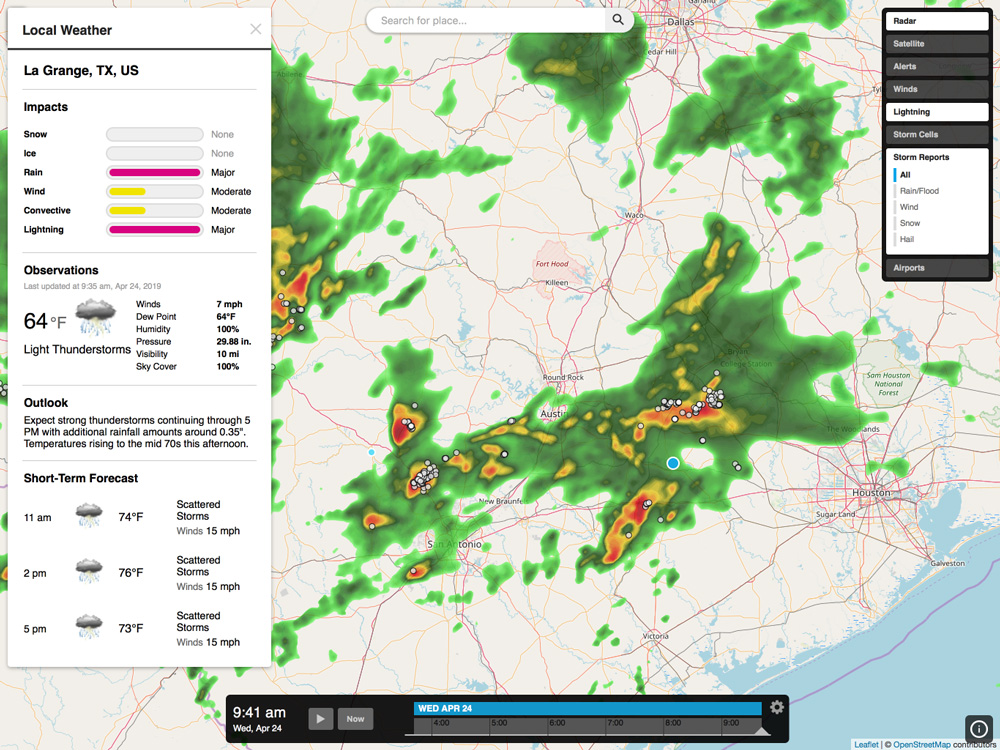 Local Weather
La Grange, TX, US
Impacts
Snow None
Ice None
Rain Major
Wind Moderate
Convective Moderate
Lightning Major
Observations
Last updated at 9:35 am, Apr 24, 2019
64 °F
Light Thunderstorms
Winds 7 mph
Dew Point 64°F
Humidity 100%
Pressure 29.88 in.
Visibility 10 mi
Sky Cover 100%
Outlook
Expect strong thunderstorms continuing through 5
PM with additional rainfall amounts around 0.35".
Temperatures rising to the mid 70s this afternoon.
Short-Term Forecast
11 am 74°F Scattered
Storms
Winds 15 mph
2 pm 76°F Scattered
Storms
Winds 15 mph
5 pm 73°F Scattered
Storms
Winds 15 mph
Search for place...
Garland
Dallas
Cedar Hill
Abilene
Waco
Fort Hood
Killeen
College Station
Round Rock
Austin
Sam Houston
National
Forest
The Woodlands
New Braunfels
Houston
Sugar Land
San Antonio
Galveston
Victoria
Radar
Satellite
Alerts
Winds
Lightning
Storm Cells
Storm Reports
All
Rain/Flood
Wind
Snow
Hail
Airports
9:41 am
Wed, Apr 24
Now
WED APR 24
4:00 5:00 6:00 7:00 8:00 9:00
Leaflet | © OpenStreetMap contributors